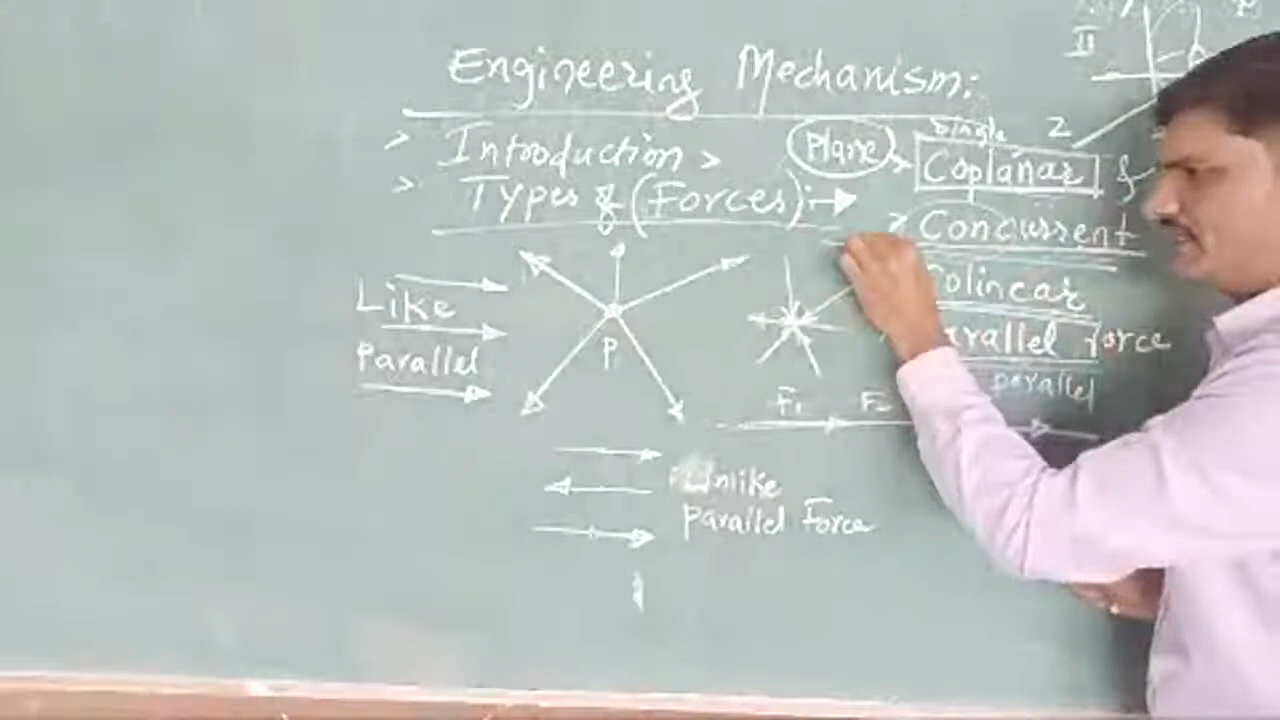 Engineering Mechanism:
> Introduction >
> Types of (Forces):→
Plane
Single
Z
II
> Coplanar
> Concurrent
Colinear
parallel force
parallel
Like
Parallel
P
F₁ F₂
Unlike
parallel Force